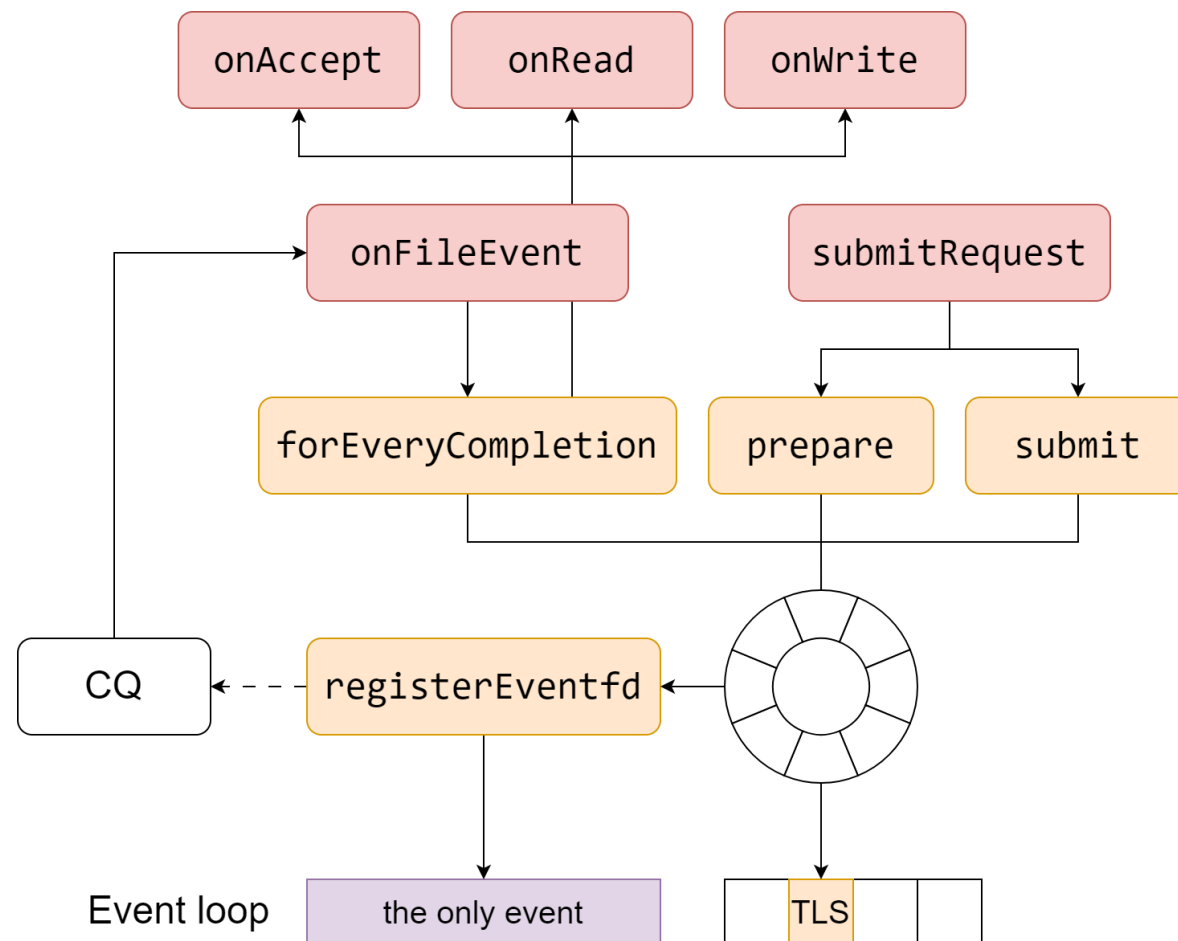 onAccept
onRead
onWrite
onFileEvent
submitRequest
forEveryCompletion
prepare
submit
CQ
registerEventfd
Event loop
the only event
TLS